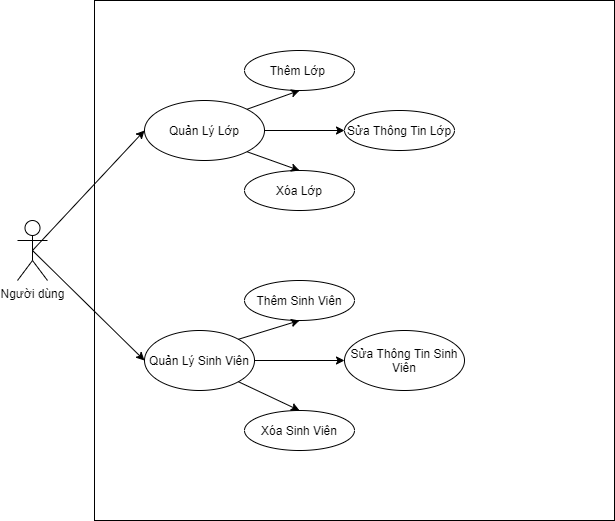 Thêm Lớp
Quản Lý Lớp
Sửa Thông Tin Lớp
Xóa Lớp
Người dùng
Thêm Sinh Viên
Quản Lý Sinh Viên
Sửa Thông Tin Sinh
Viên
Xóa Sinh Viên